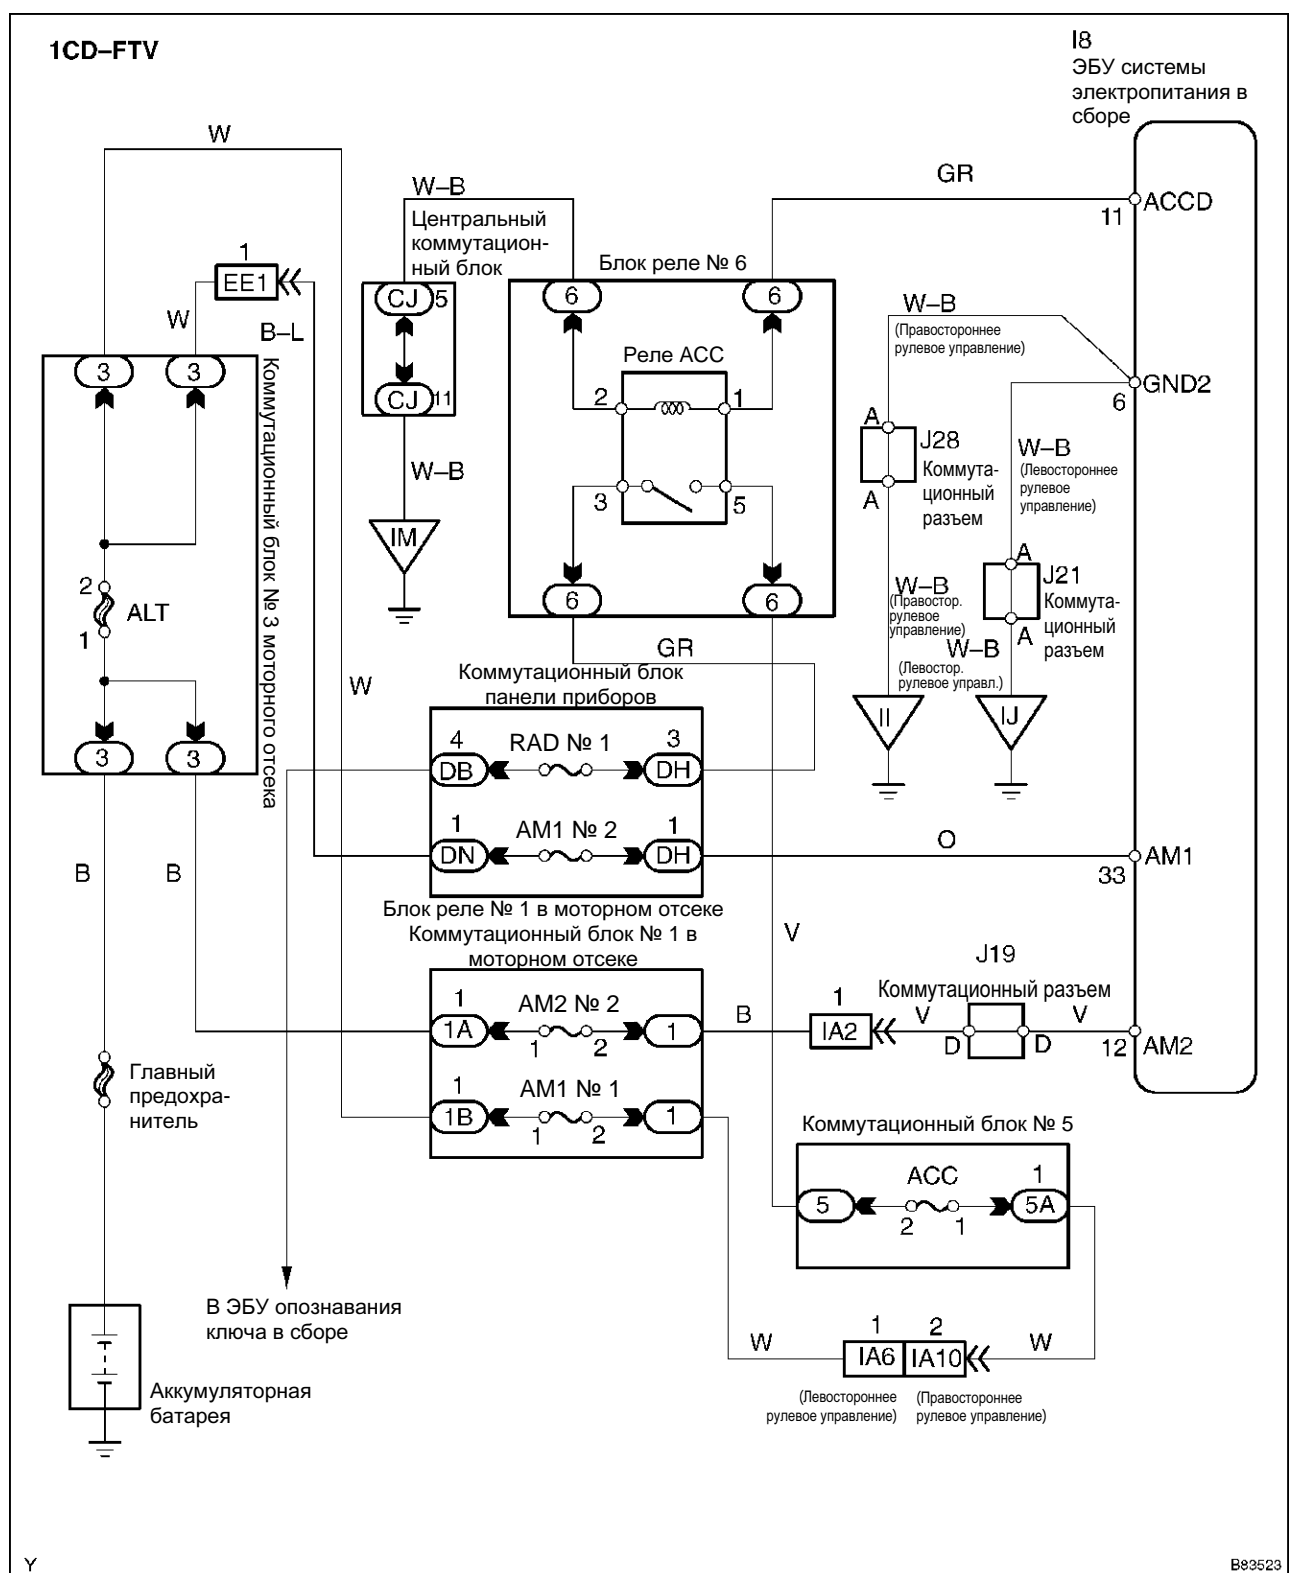 1CD–FTV
I8
ЭБУ системы
электропитания в
сборе
W
W–B
GR
ACCD
11
Центральный
коммутацион-
ный блок
1
EE1
Блок реле № 6
CJ 5
6
6
W
B–L
W–B
(Правостороннее
рулевое управление)
3
3
Реле ACC
CJ 11
2
1
GND2
6
Коммутационный блок № 3 моторного отсека
A
J28
Коммута-
ционный
разъем
A
W–B
W–B
(Левостороннее
рулевое
управление)
3
5
IM
A
J21
Коммута-
ционный
разъем
A
2
ALT
1
6
6
W–B
(Правостор.
рулевое
управление)
W–B
(Левостор.
рулевое управл.)
GR
W
Коммутационный блок
панели приборов
II
IJ
3
3
4
RAD № 1
3
DB
DH
1
AM1 № 2
1
DN
DH
O
AM1
33
B
B
Блок реле № 1 в моторном отсеке
Коммутационный блок № 1 в
моторном отсеке
V
J19
Коммутационный разъем
1
AM2 № 2
1A
1
2
1
B
1
IA2
V
D
D
V
12
AM2
1
AM1 № 1
1B
1
2
1
Главный
предохра-
нитель
Коммутационный блок № 5
ACC
1
5
2
1
5A
В ЭБУ опознавания
ключа в сборе
1
2
W
IA6
IA10
W
(Левостороннее
рулевое управление)
(Правостороннее
рулевое управление)
Аккумуляторная
батарея
Y
B83523